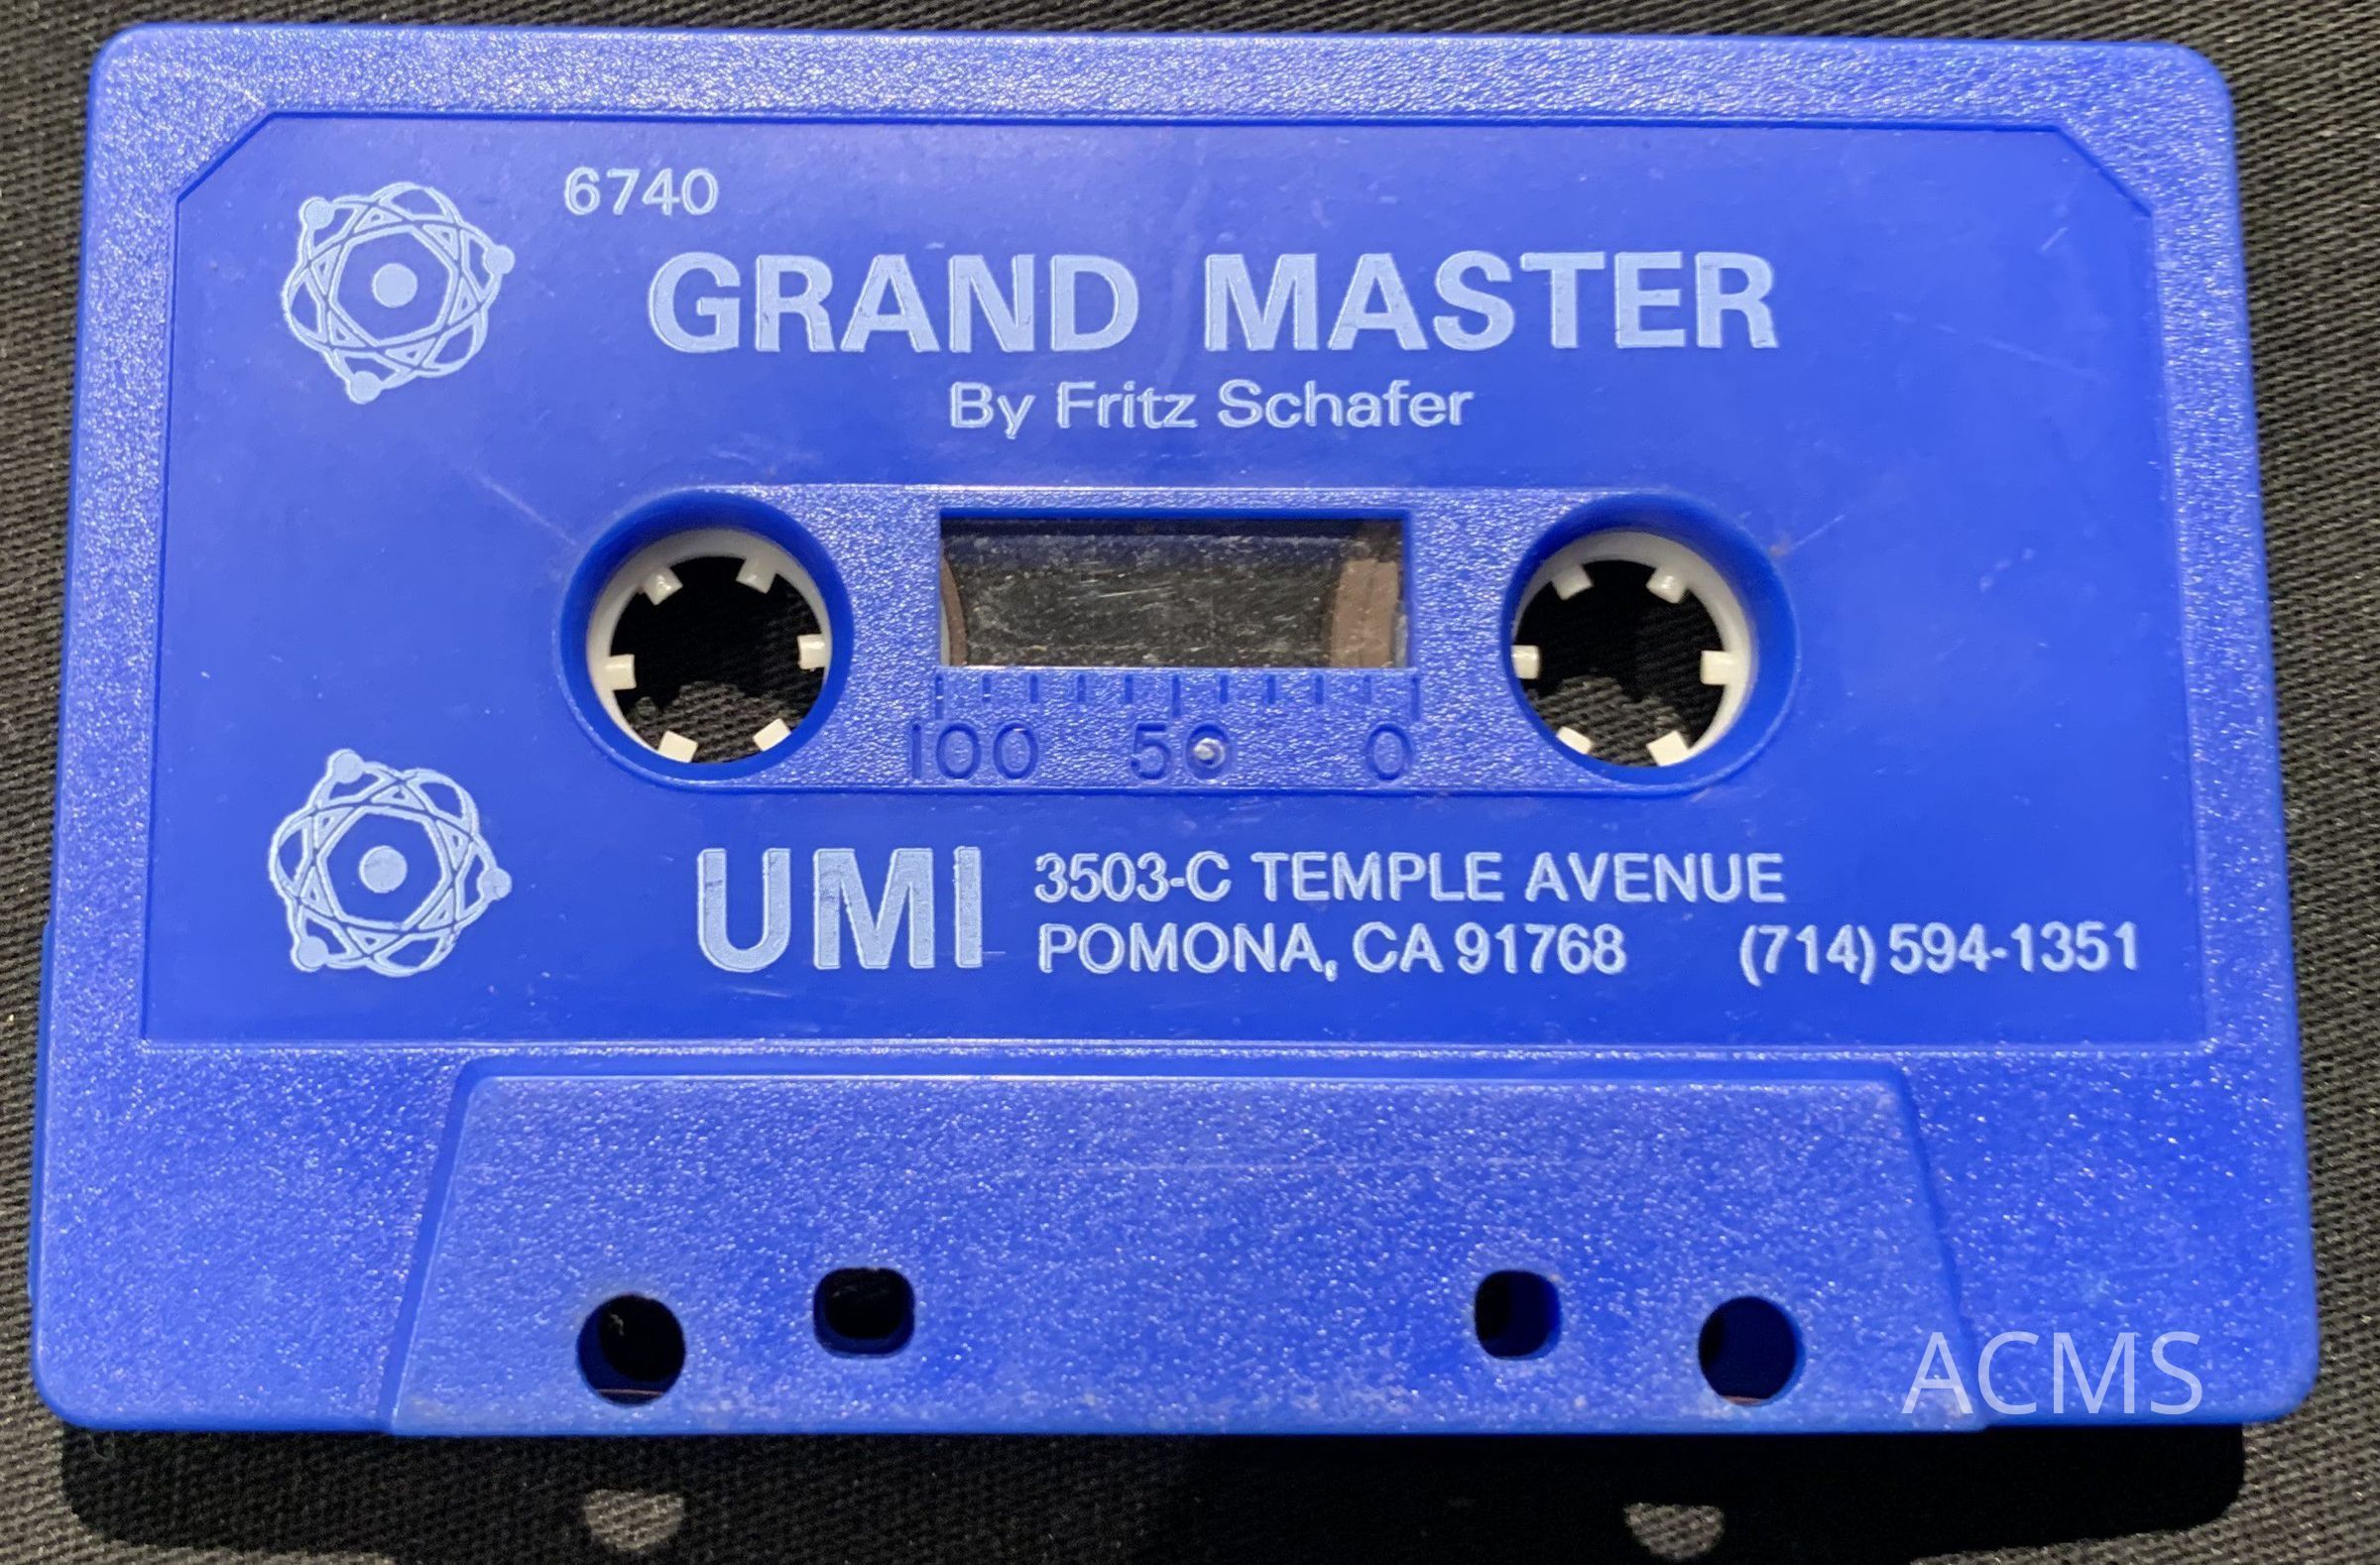 6740
GRAND MASTER
By Fritz Schafer
100 50 0
UMI
3503-C TEMPLE AVENUE
POMONA, CA 91768 (714) 594-1351
ACMS